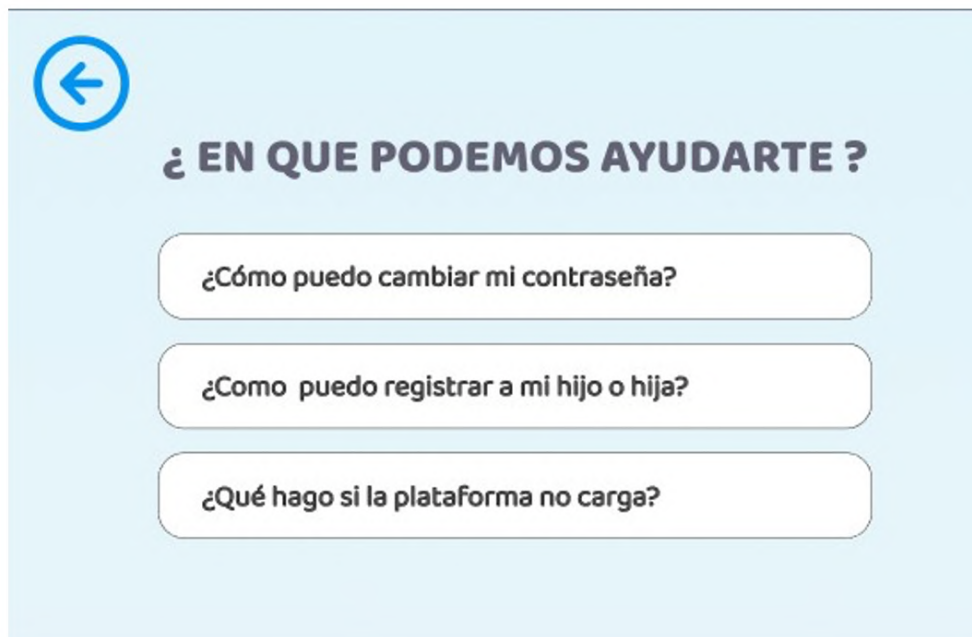 ¿ EN QUE PODEMOS AYUDARTE ?
¿Cómo puedo cambiar mi contraseña?
¿Como puedo registrar a mi hijo o hija?
¿Qué hago si la plataforma no carga?